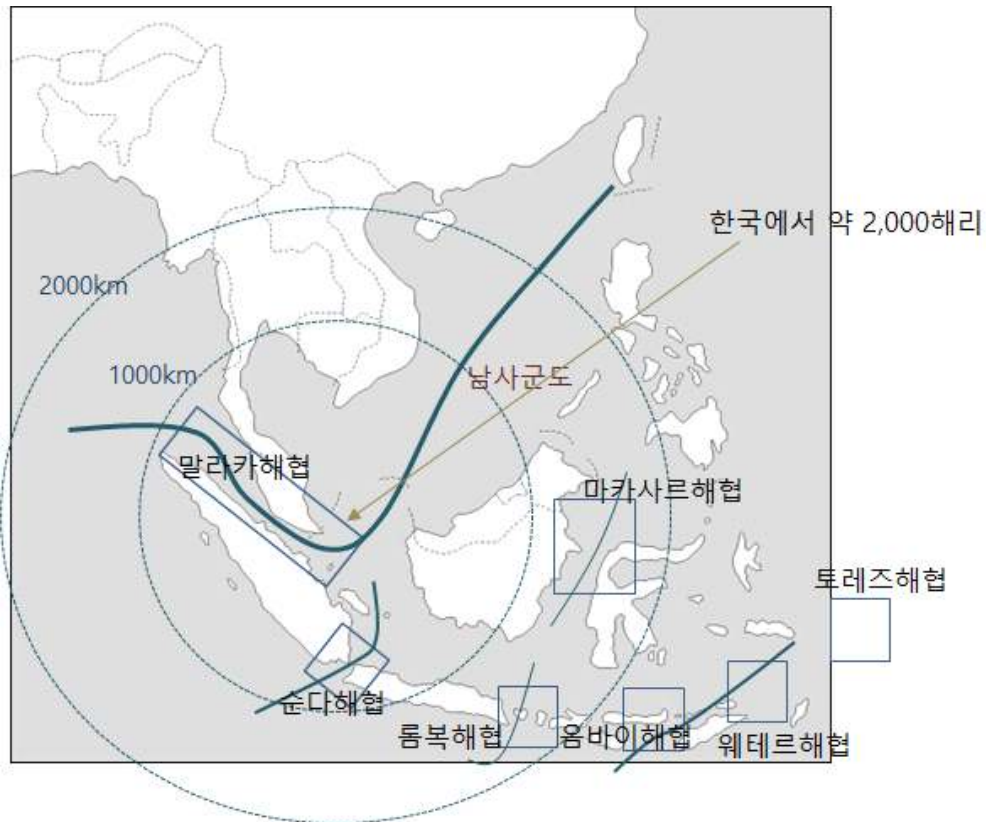 한국에서 약 2,000해리
2000km
1000km
남사군도
말라카해협
마카사르해협
토레즈해협
순다해협
롬복해협
옴바이해협
웨테르해협